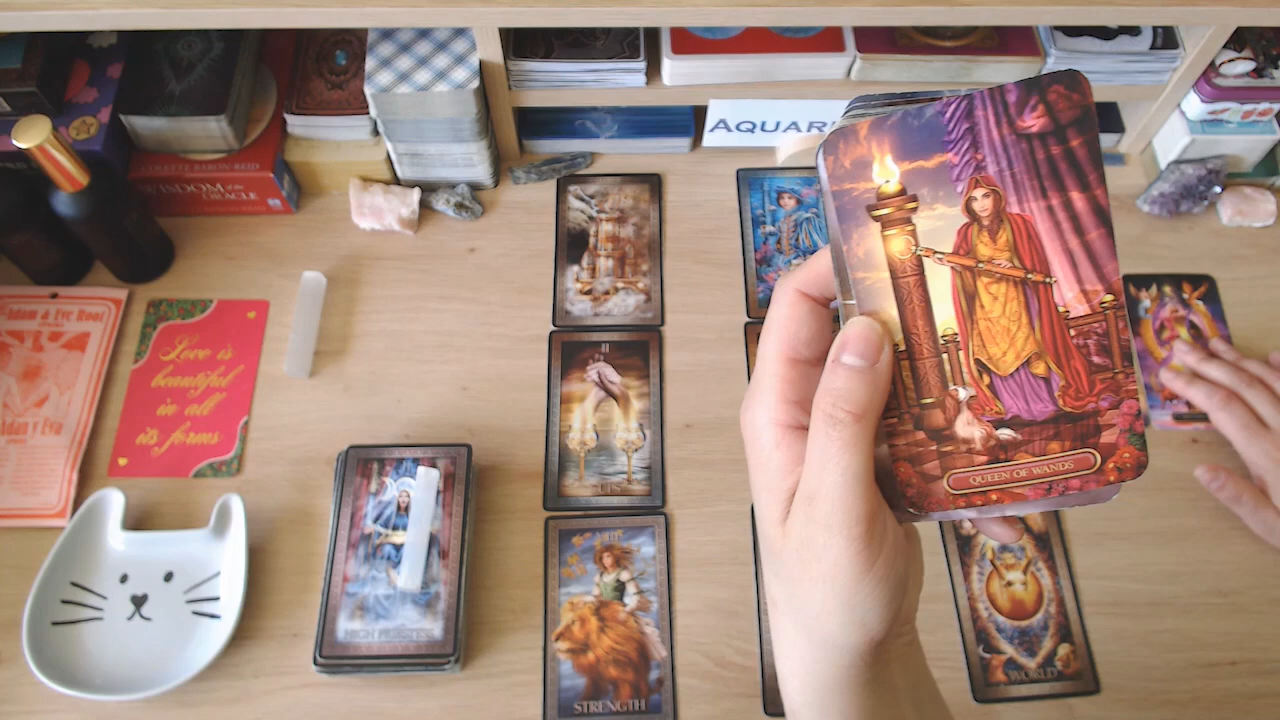 WISDOM of the
ORACLE
AQUARI
Adam & Eve Root
Adan y Eva
Love is
beautiful
in all
its forms
II
HIGH PRIESTESS
STRENGTH
QUEEN OF WANDS
WORLD